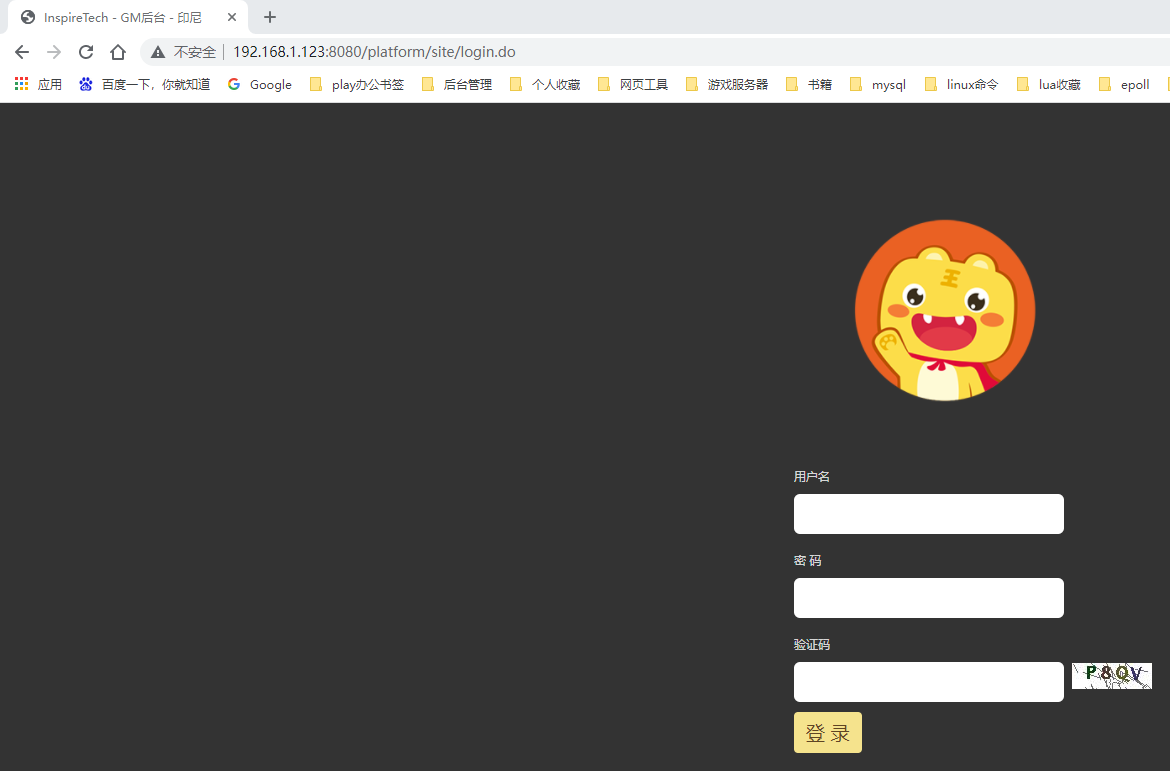 InspireTech - GM后台 - 印尼
不安全 192.168.1.123:8080/platform/site/login.do
应用 百度一下，你就知道 Google play办公书签 后台管理 个人收藏 网页工具 游戏服务器 书籍 mysql linux命令 lua收藏 epoll
王
用户名
密 码
验证码
P8QV
登 录